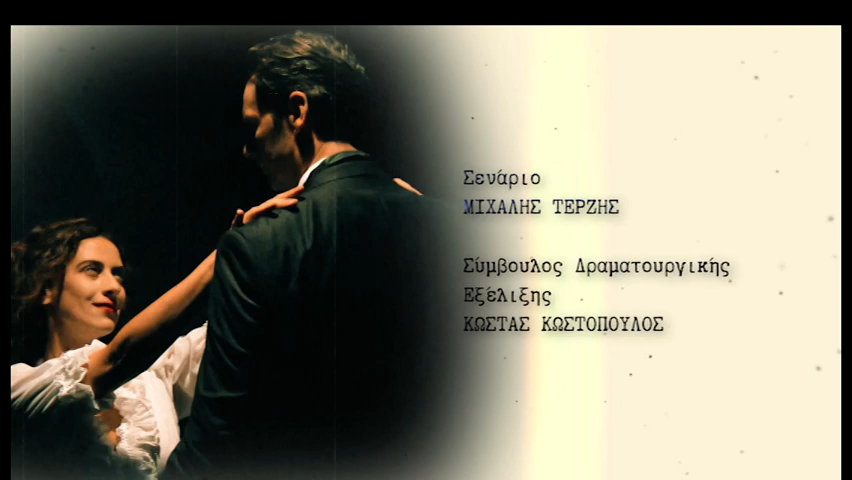 Σενάριο
ΜΙΧΑΛΗΣ ΤΕΡΖΗΣ
Σύμβουλος Δραματουργικής
Εξέλιξης
ΚΩΣΤΑΣ ΚΩΣΤΟΠΟΥΛΟΣ